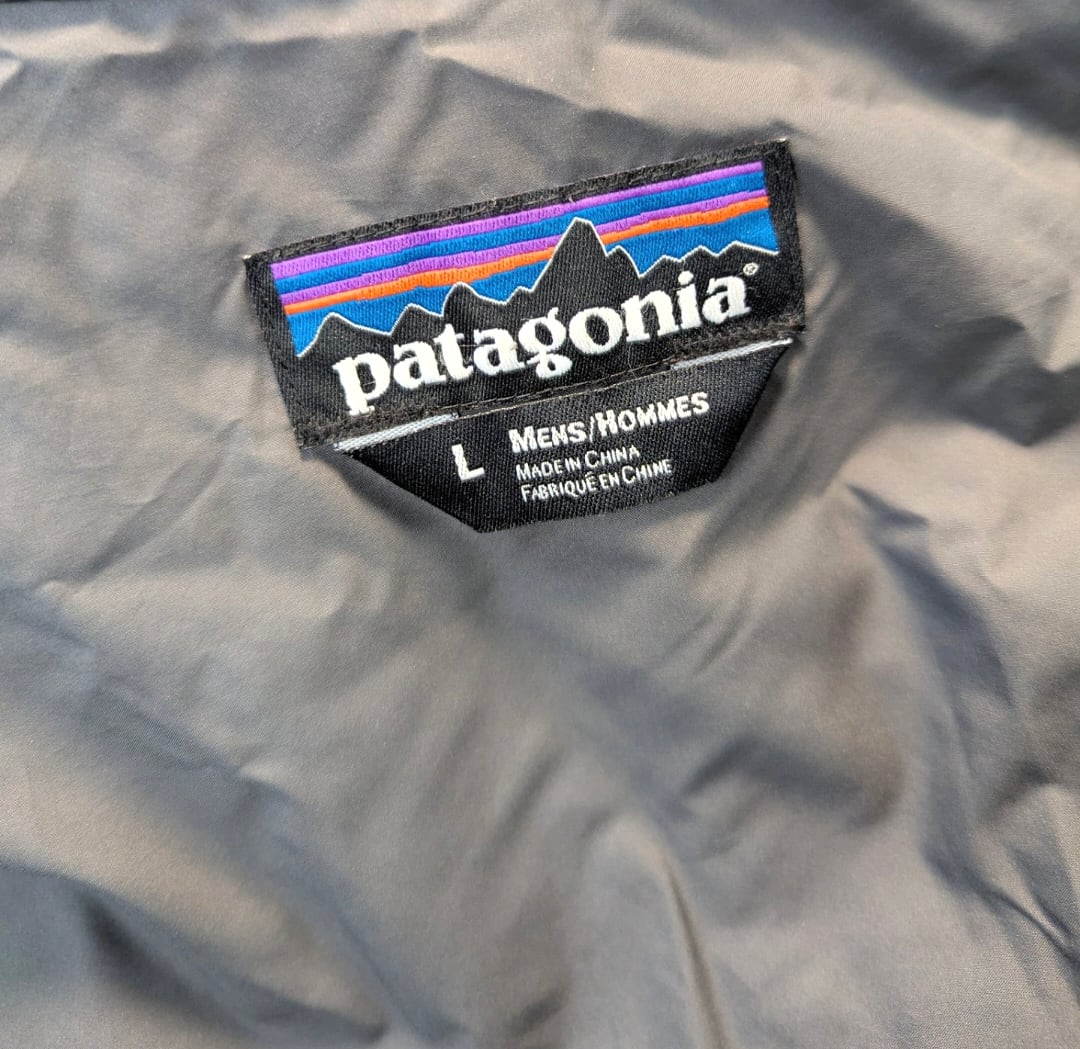 patagonia®
L
Mens/Hommes
Made in China
Fabriqué en Chine